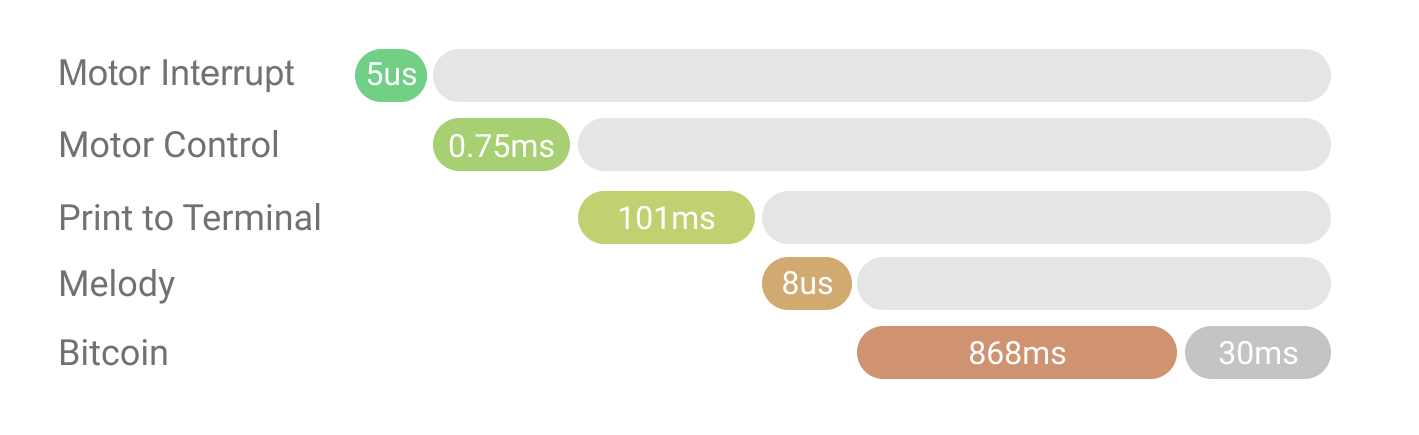 Motor Interrupt 5us
Motor Control 0.75ms
Print to Terminal 101ms
Melody 8us
Bitcoin 868ms 30ms